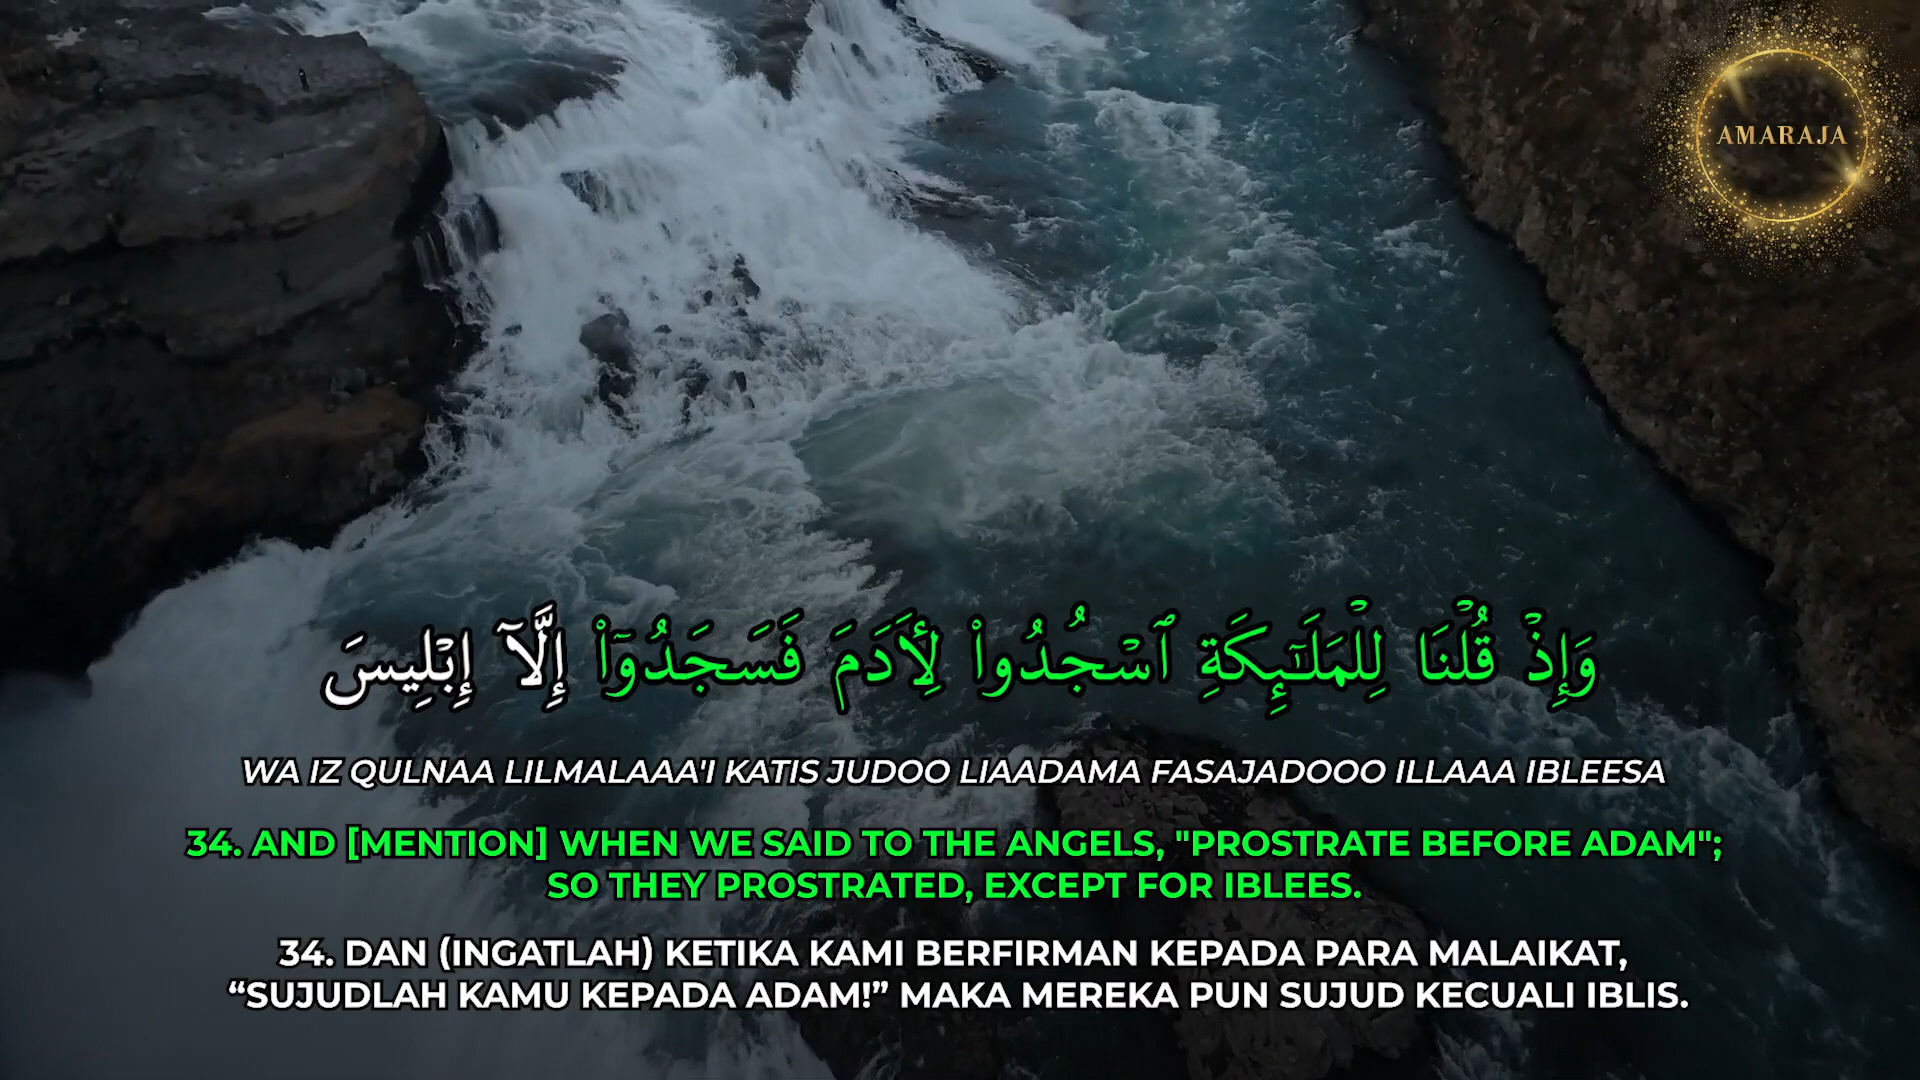 AMARAJA
وَإِذْ قُلْنَا لِلْمَلَـٰٓئِكَةِ ٱسْجُدُوا۟ لِـَٔادَمَ فَسَجَدُوٓا۟ إِلَّآ إِبْلِيسَ
WA IZ QULNAA LILMALAAA'I KATIS JUDOO LIAADAMA FASAJADOOO ILLAAA IBLEESA
34. AND [MENTION] WHEN WE SAID TO THE ANGELS, "PROSTRATE BEFORE ADAM";
SO THEY PROSTRATED, EXCEPT FOR IBLEES.
34. DAN (INGATLAH) KETIKA KAMI BERFIRMAN KEPADA PARA MALAIKAT,
“SUJUDLAH KAMU KEPADA ADAM!” MAKA MEREKA PUN SUJUD KECUALI IBLIS.